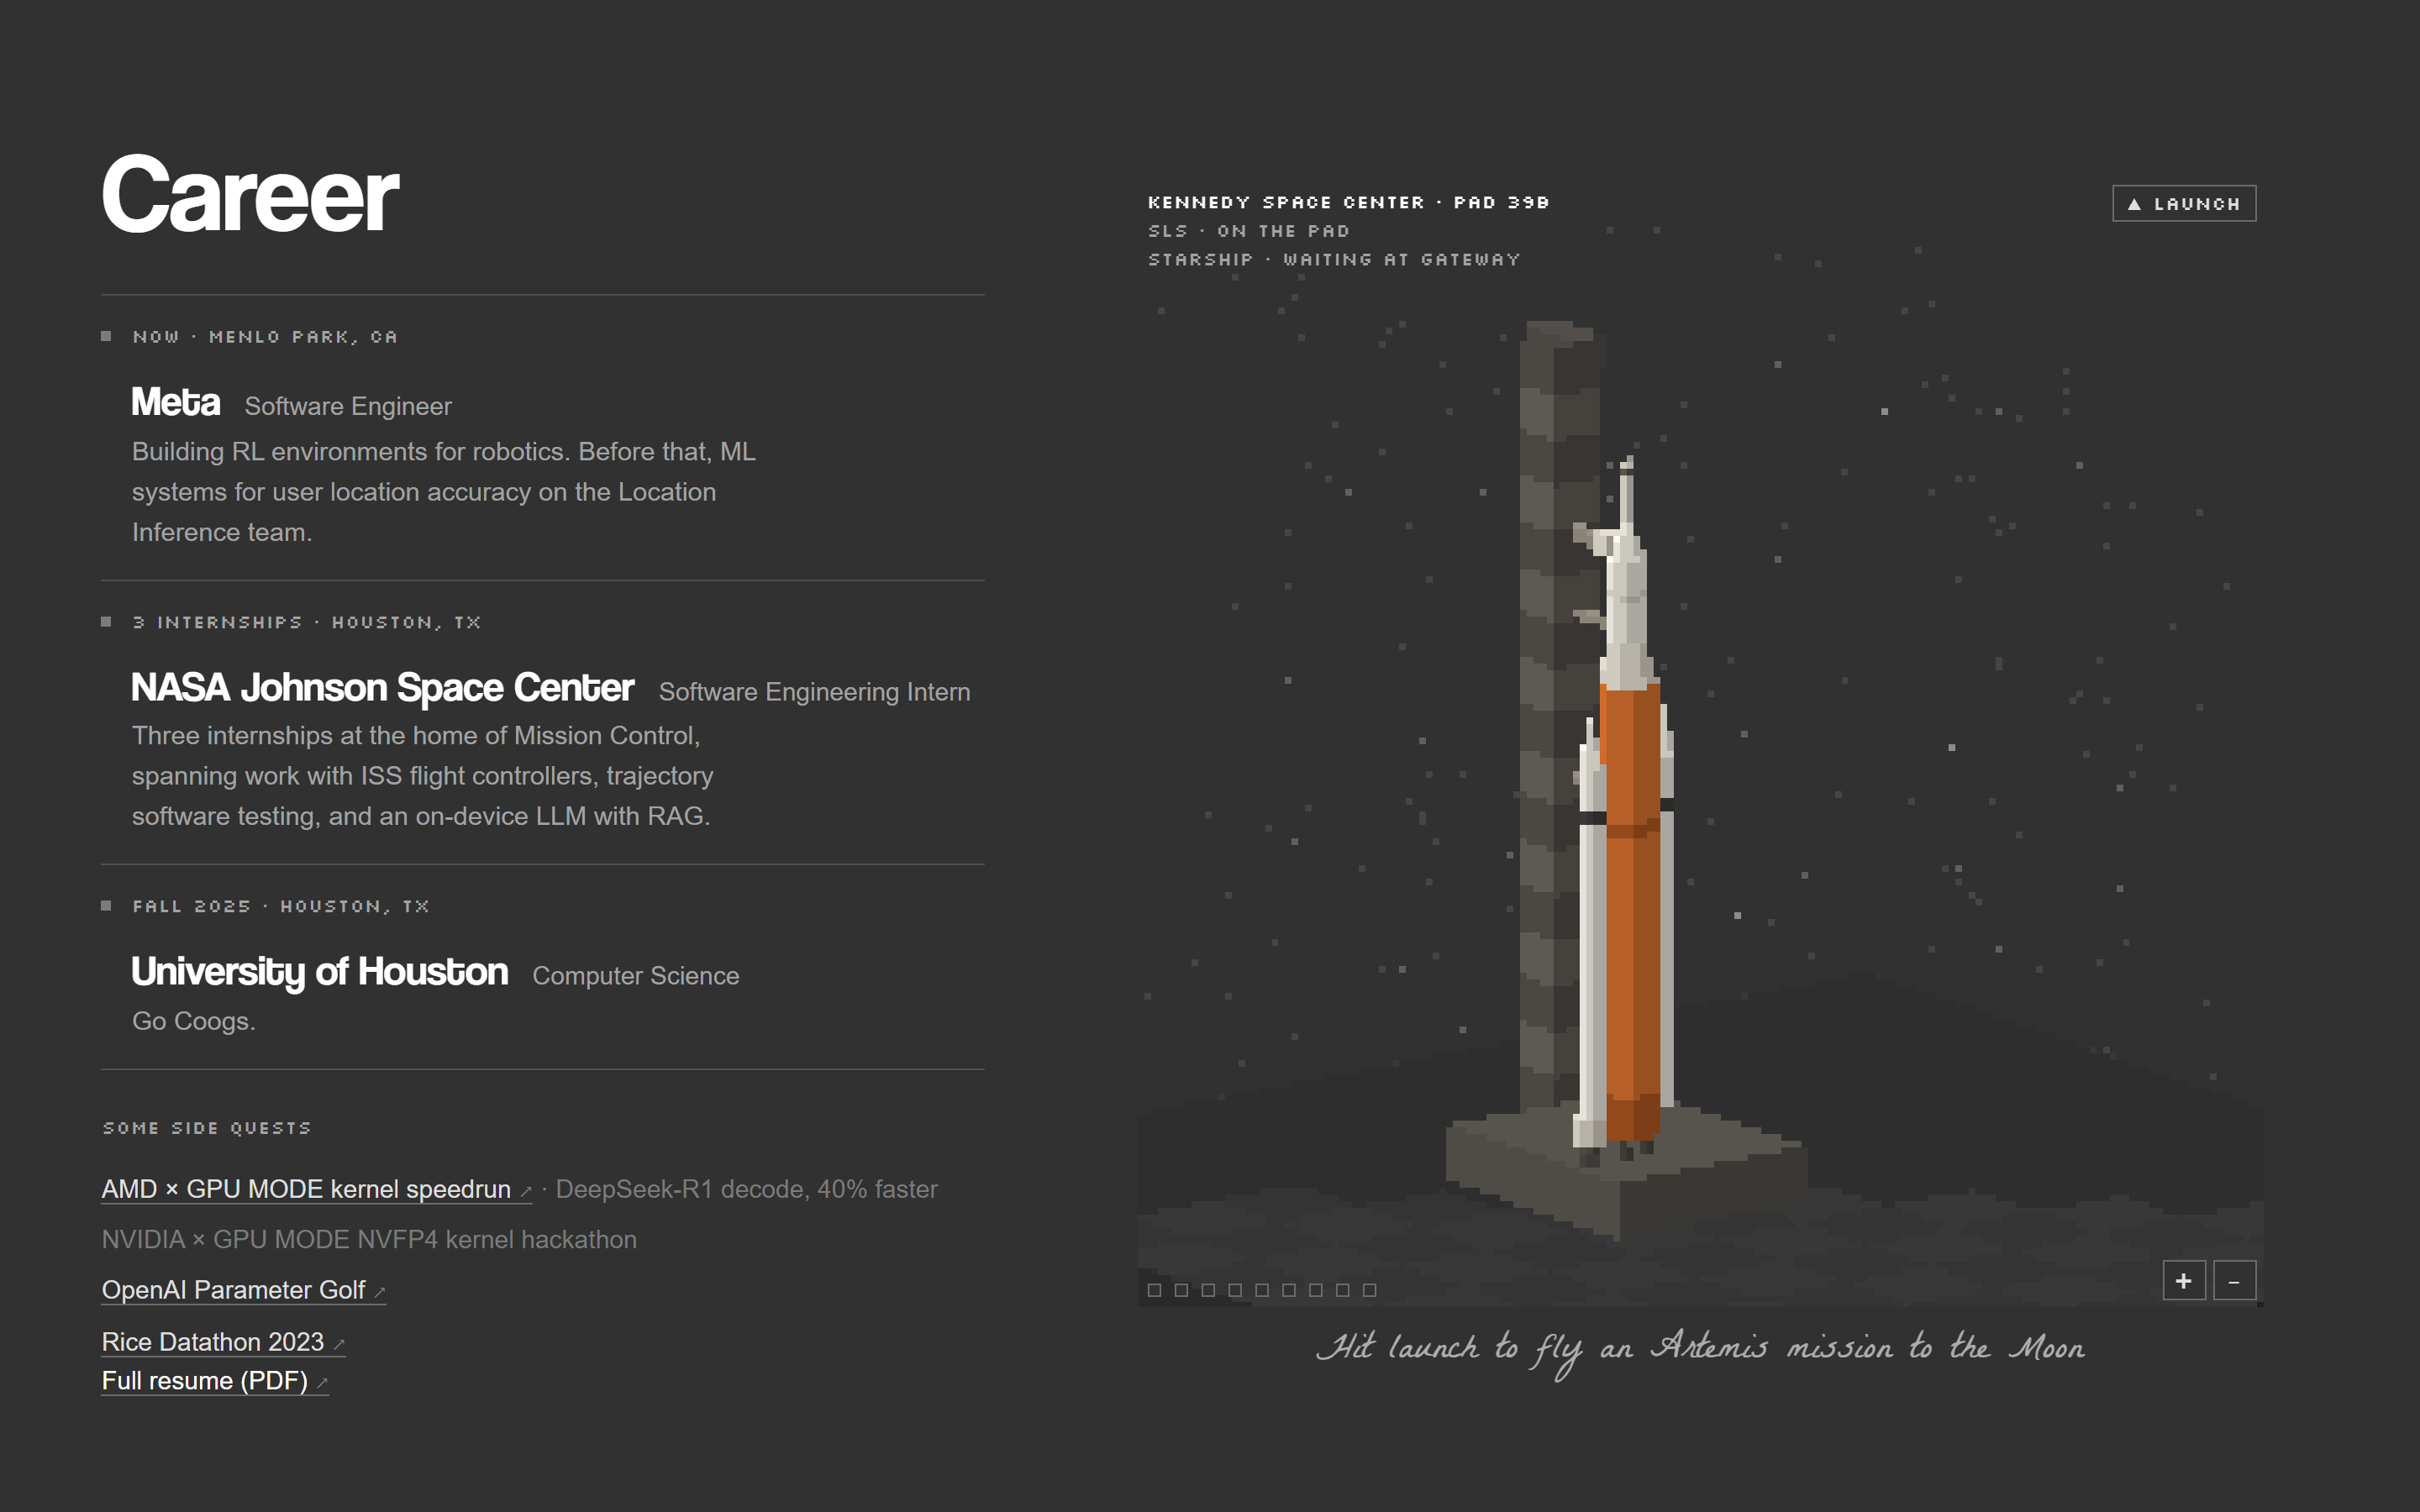 Career
NOW · MENLO PARK, CA
Meta Software Engineer
Building RL environments for robotics. Before that, ML
systems for user location accuracy on the Location
Inference team.
3 INTERNSHIPS · HOUSTON, TX
NASA Johnson Space Center Software Engineering Intern
Three internships at the home of Mission Control,
spanning work with ISS flight controllers, trajectory
software testing, and an on-device LLM with RAG.
FALL 2025 · HOUSTON, TX
University of Houston Computer Science
Go Coogs.
SOME SIDE QUESTS
AMD × GPU MODE kernel speedrun ↗ · DeepSeek-R1 decode, 40% faster
NVIDIA × GPU MODE NVFP4 kernel hackathon
OpenAI Parameter Golf ↗
Rice Datathon 2023 ↗
Full resume (PDF) ↗
KENNEDY SPACE CENTER · PAD 39B
SLS · ON THE PAD
STARSHIP · WAITING AT GATEWAY
▲ LAUNCH
+ –
Hit launch to fly an Artemis mission to the Moon